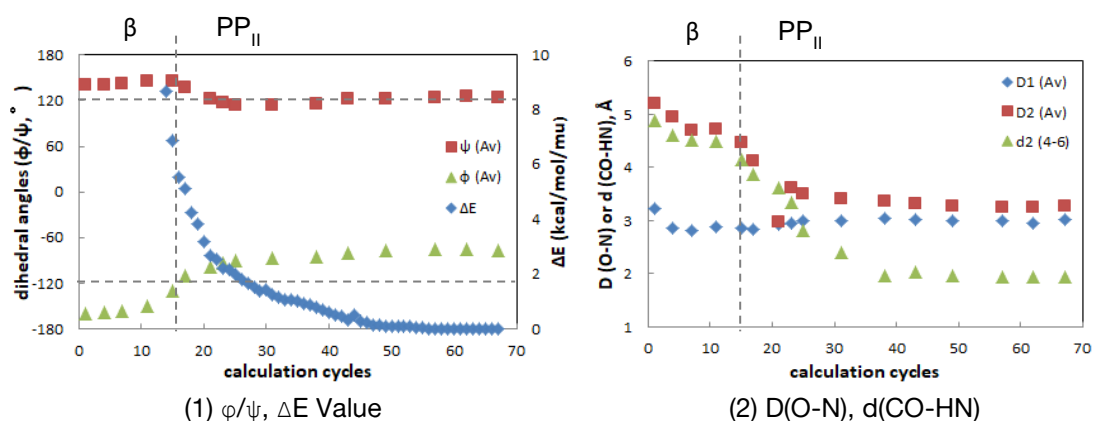 β PP_II
180
120
60
0
-60
-120
-180
dihedral angles (ϕ/ψ,°)
10
8
6
4
2
0
ΔE (kcal/mol/mu)
ψ (Av)
ϕ (Av)
ΔE
0 10 20 30 40 50 60 70
calculation cycles
(1) φ/ψ, ΔE Value
β PP_II
6
5
4
3
2
1
D (O-N) or d (CO-HN), Å
D1 (Av)
D2 (Av)
d2 (4-6)
0 10 20 30 40 50 60 70
calculation cycles
(2) D(O-N), d(CO-HN)